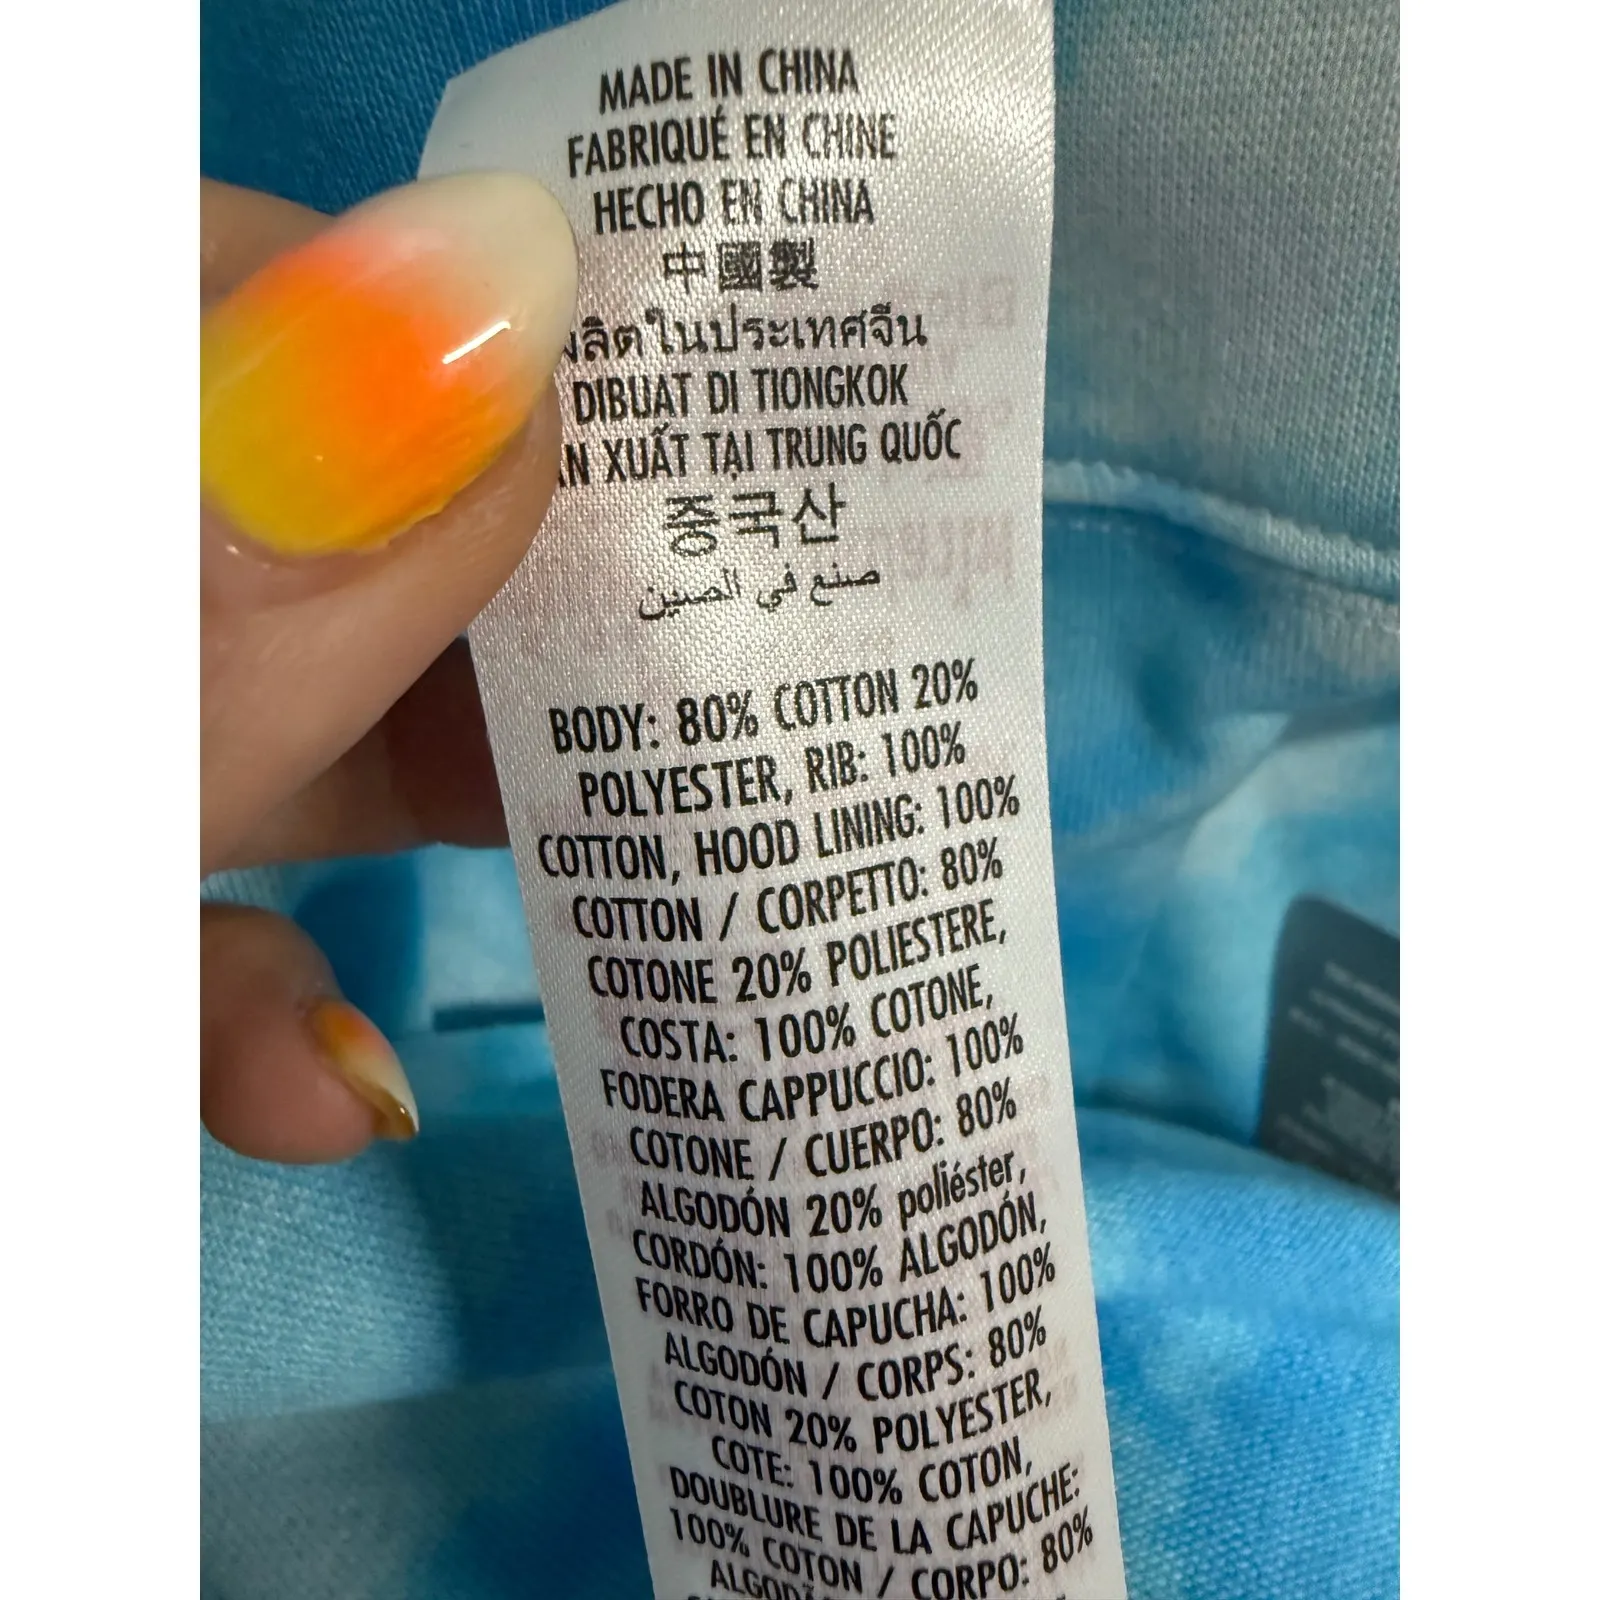 MADE IN CHINA
FABRIQUÉ EN CHINE
HECHO EN CHINA
中國製
ผลิตในประเทศจีน
DIBUAT DI TIONGKOK
XUẤT TẠI TRUNG QUỐC
중국산
صنع في الصين
BODY: 80% COTTON 20%
POLYESTER, RIB: 100%
COTTON, HOOD LINING: 100%
COTTON / CORPETTO: 80%
COTONE 20% POLIESTERE,
COSTA: 100% COTONE,
FODERA CAPPUCCIO: 100%
COTONE / CUERPO: 80%
ALGODÓN 20% poliéster,
CORDÓN: 100% ALGODÓN,
FORRO DE CAPUCHA: 100%
ALGODÓN / CORPS: 80%
COTON 20% POLYESTER,
COTE: 100% COTON,
DOUBLURE DE LA CAPUCHE:
100% COTON / CORPO: 80%